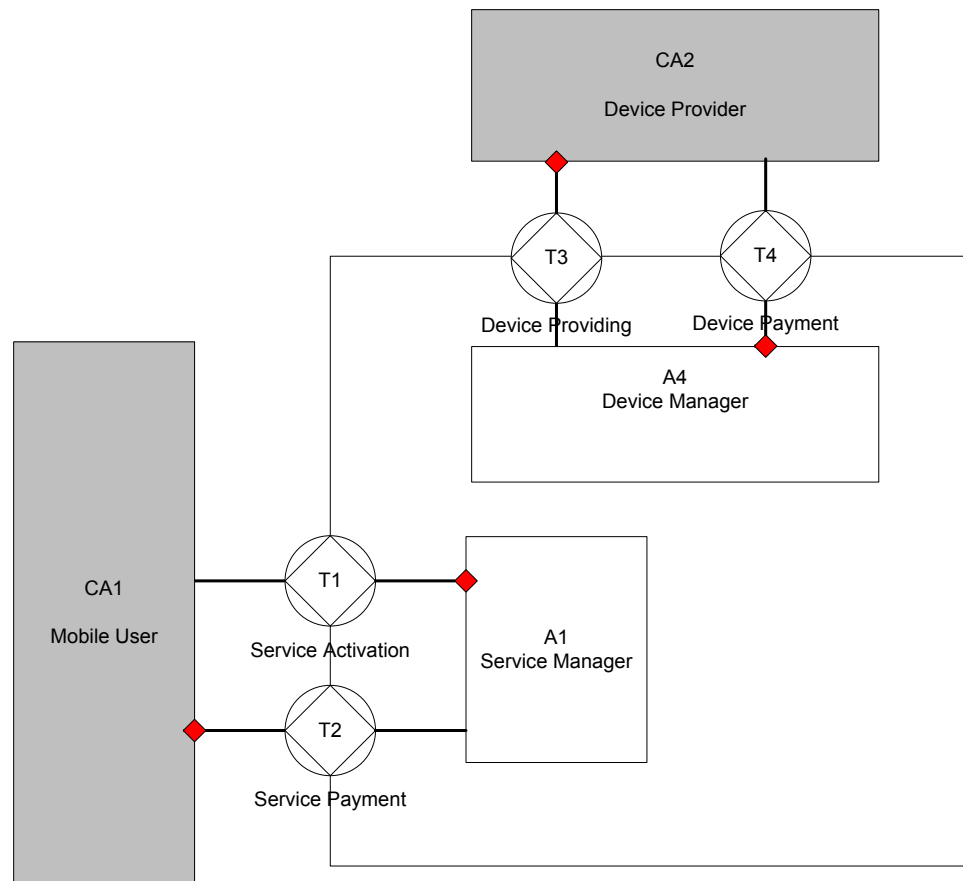 CA2
Device Provider
T3
T4
Device Providing
Device Payment
A4
Device Manager
CA1
Mobile User
T1
Service Activation
A1
Service Manager
T2
Service Payment